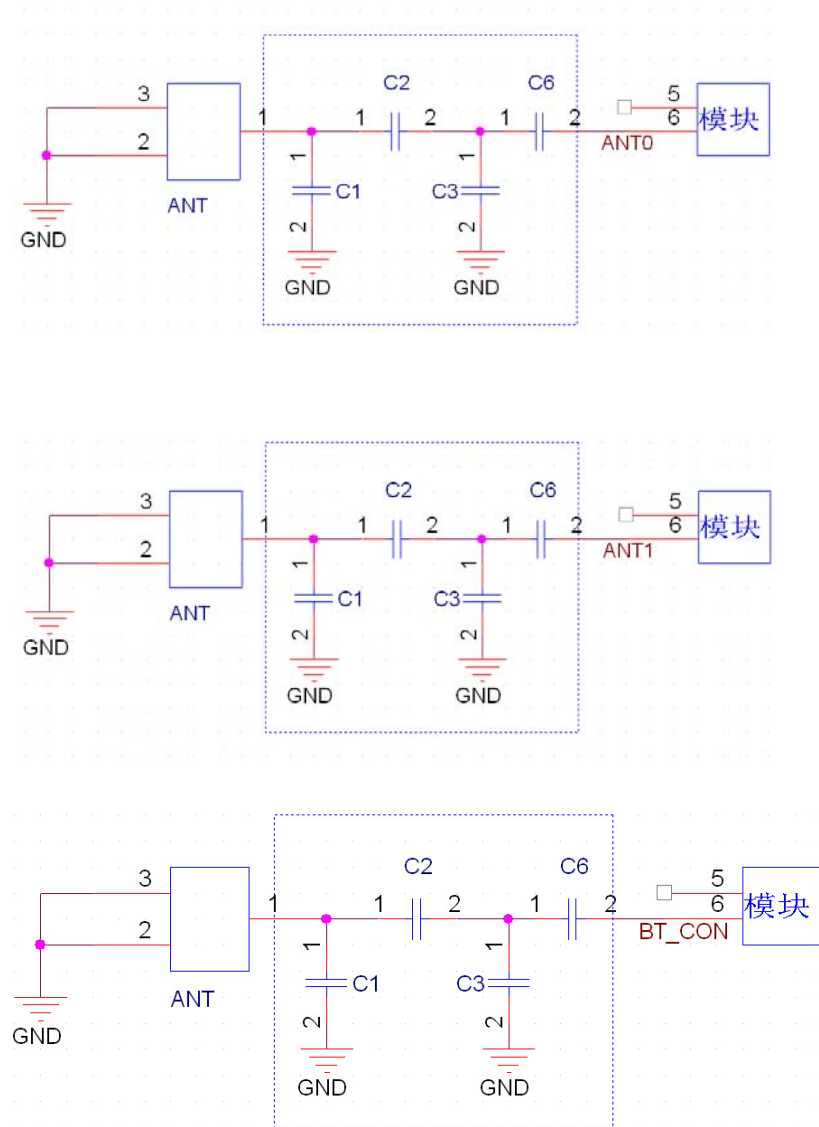 C2 C6
3 1 1 2 1 2 5
模块
2 6
ANT0
1 C1 1 C3
ANT
2 2
GND
GND GND
C2 C6
3 1 1 2 1 2 5
模块
2 6
ANT1
1 C1 1 C3
ANT
2 2
GND
GND GND
C2 C6
3 1 1 2 1 2 5
模块
2 6
BT_CON
1 C1 1 C3
ANT
2 2
GND
GND GND